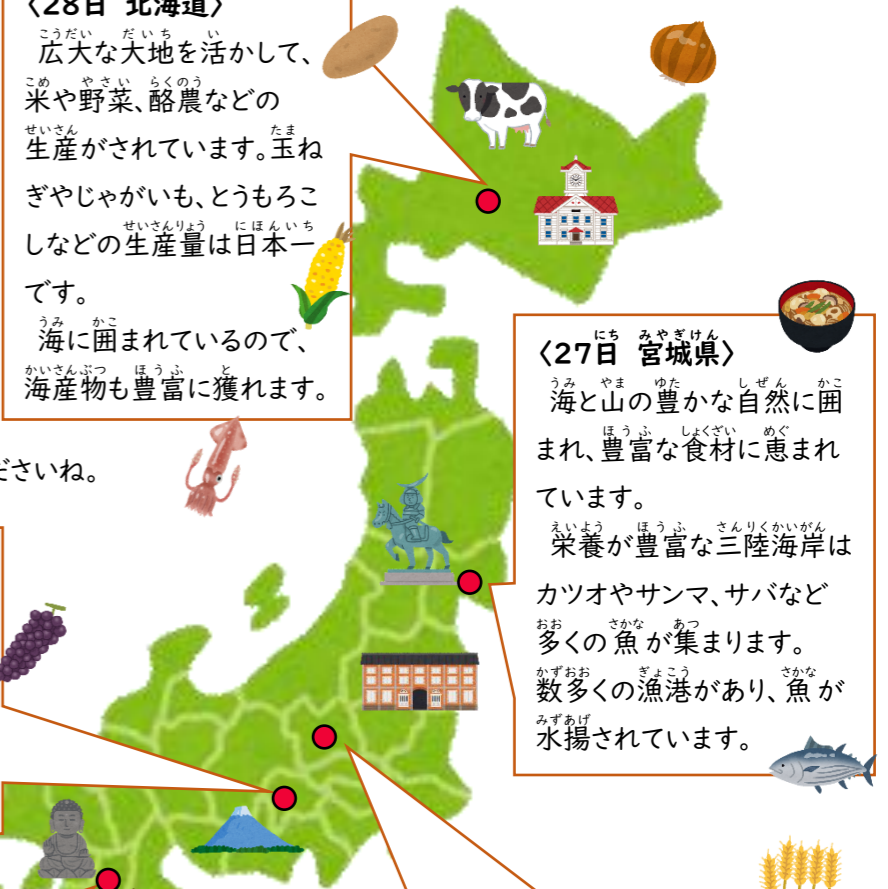 〈28日 北海道〉
広大な大地を活かして、
米や野菜、酪農などの
生産がされています。玉ね
ぎやじゃがいも、とうもろこ
しなどの生産量は日本一
です。
海に囲まれているので、
海産物も豊富に獲れます。
ださいね。
〈27日 宮城県〉
海と山の豊かな自然に囲
まれ、豊富な食材に恵まれ
ています。
栄養が豊富な三陸海岸は
カツオやサンマ、サバなど
多くの魚が集まります。
数多くの漁港があり、魚が
水揚されています。